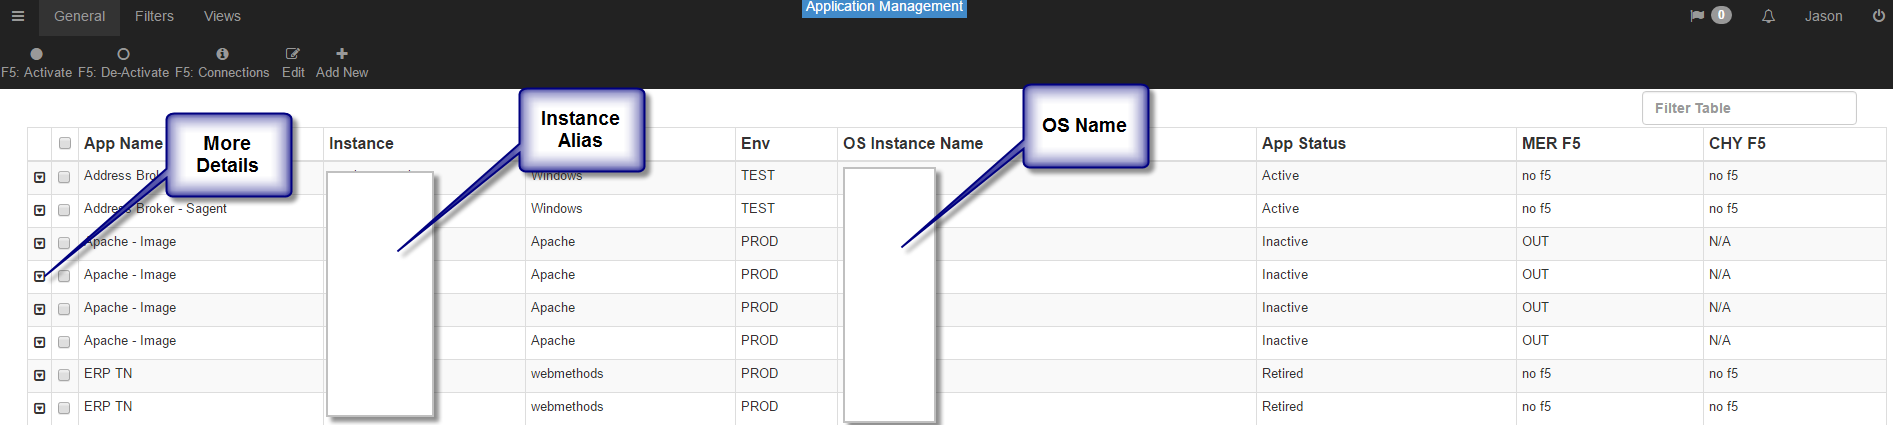 General Filters Views Application Management 0 Jason
F5: Activate F5: De-Activate F5: Connections Edit Add New
Filter Table
More Details
Instance Alias
OS Name
App Name Instance Env OS Instance Name App Status MER F5 CHY F5
Address Windows TEST Active no f5 no f5
Address Broker - Sagent Windows TEST Active no f5 no f5
Apache - Image Apache PROD Inactive OUT N/A
Apache - Image Apache PROD Inactive OUT N/A
Apache - Image Apache PROD Inactive OUT N/A
Apache - Image Apache PROD Inactive OUT N/A
ERP TN webmethods PROD Retired no f5 no f5
ERP TN webmethods PROD Retired no f5 no f5